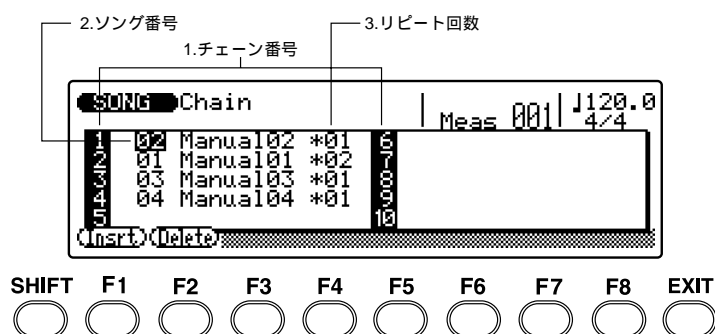 2.ソング番号
3.リピート回数
1.チェーン番号
SONG Chain Meas 001 ♩120.0
4/4
1 02 Manual02 *01 6
2 01 Manual01 *02 7
3 03 Manual03 *01 8
4 04 Manual04 *01 9
5 10
Insrt Delete
SHIFT F1 F2 F3 F4 F5 F6 F7 F8 EXIT